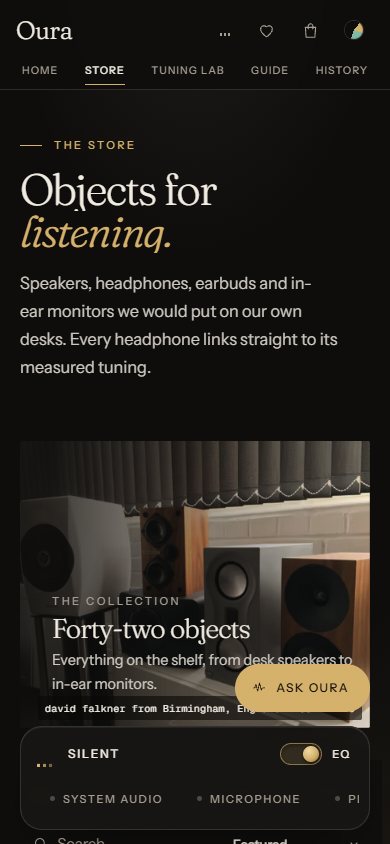 Oura
HOME STORE TUNING LAB GUIDE HISTORY
THE STORE
Objects for
listening.
Speakers, headphones, earbuds and in-
ear monitors we would put on our own
desks. Every headphone links straight to its
measured tuning.
THE COLLECTION
Forty-two objects
Everything on the shelf, from desk speakers to
in-ear monitors.
ASK OURA
david falkner from Birmingham,
SILENT EQ
SYSTEM AUDIO MICROPHONE
Search Featured